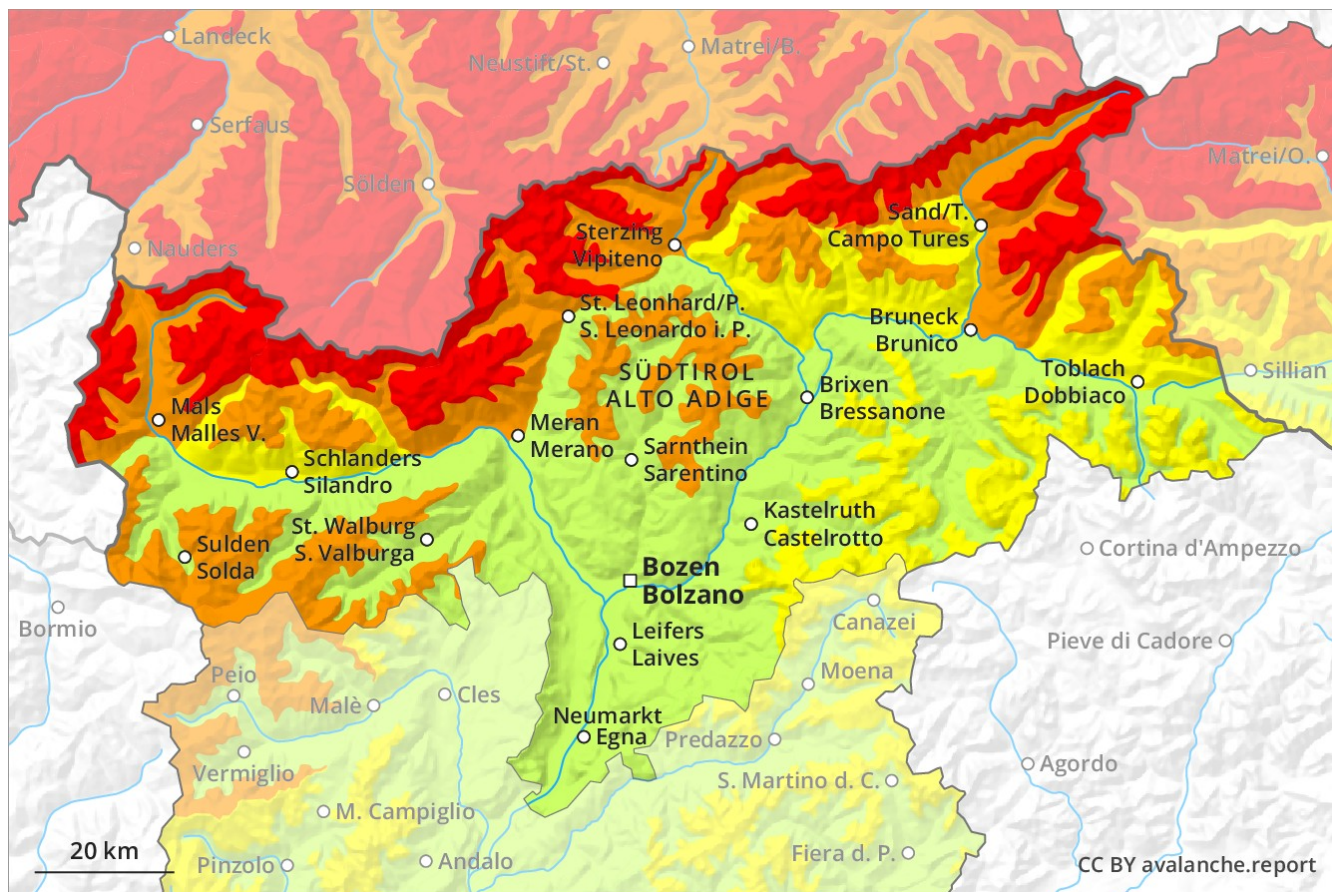 Landeck
Matrei/B.
Neustift/St.
Serfaus
Matrei/O.
Sölden
Nauders
Sterzing
Vipiteno
Sand/T.
Campo Tures
St. Leonhard/P.
S. Leonardo i. P.
Bruneck
Brunico
SÜDTIROL
ALTO ADIGE
Toblach
Dobbiaco
Sillian
Brixen
Bressanone
Mals
Malles V.
Meran
Merano
Schlanders
Silandro
Sarnthein
Sarentino
St. Walburg
S. Valburga
Kastelruth
Castelrotto
Sulden
Solda
Cortina d'Ampezzo
Bozen
Bolzano
Bormio
Canazei
Leifers
Laives
Pieve di Cadore
Moena
Peio
Malè
Cles
Neumarkt
Egna
Predazzo
Vermiglio
Agordo
S. Martino d. C.
M. Campiglio
20 km
Pinzolo
Andalo
Fiera d. P.
CC BY avalanche.report